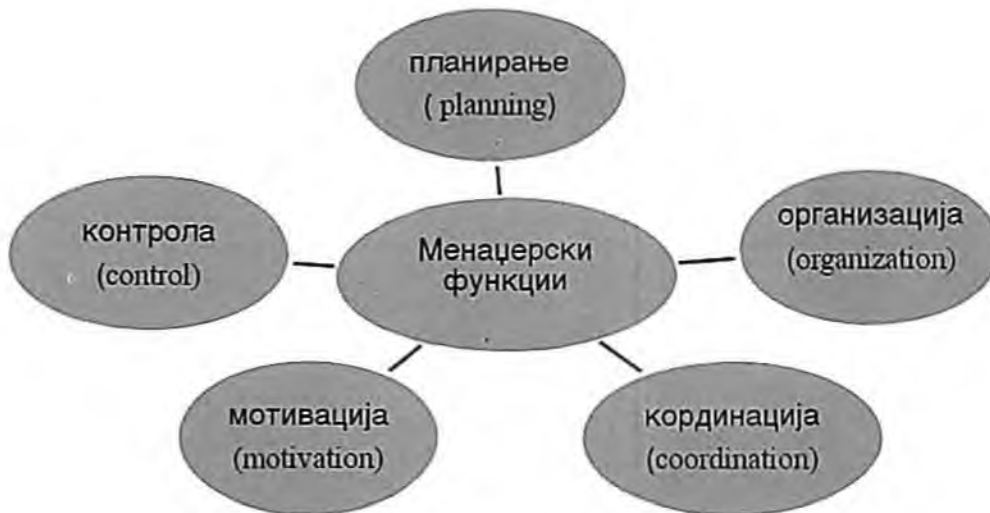 планирање
( planning)
контрола
(control)
Менаџерски
функции
организација
(organization)
мотивација
(motivation)
кординација
(coordination)